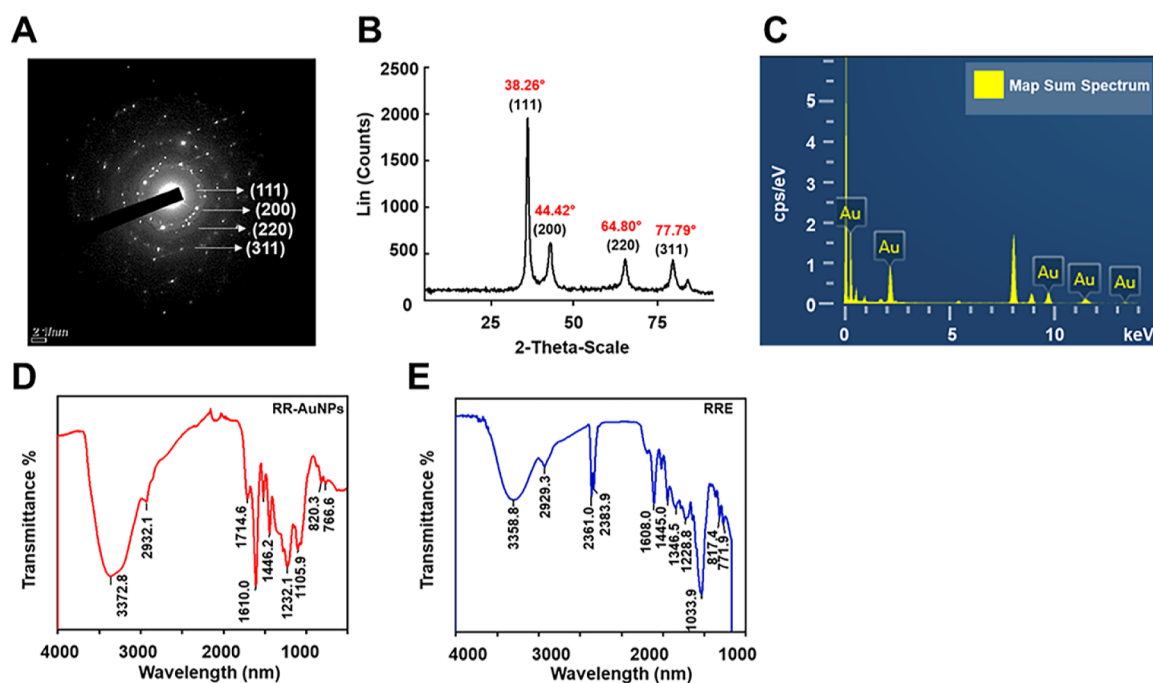 A
(111)
(200)
(220)
(311)
2 1/nm
B
2500
2000
1500
1000
500
0
38.26°
(111)
44.42°
(200)
64.80°
(220)
77.79°
(311)
25
50
75
Lin (Counts)
2-Theta-Scale
C
Map Sum Spectrum
5
4
3
2
1
0
cps/eV
Au
Au
Au
Au
Au
0
5
10
keV
D
RR-AuNPs
Transmittance %
3372.8
2932.1
1714.6
1610.0
1446.2
1232.1
1105.9
820.3
766.6
4000
3000
2000
1000
Wavelength (nm)
E
RRE
Transmittance %
3358.8
2929.3
2361.0
2383.9
1608.0
1445.0
1346.5
1228.8
1033.9
817.4
771.9
4000
3000
2000
1000
Wavelength (nm)